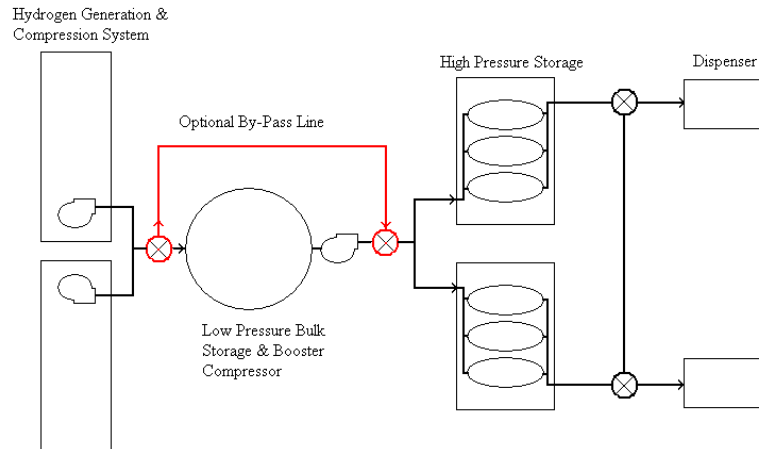 Hydrogen Generation &
Compression System
High Pressure Storage
Dispenser
Optional By-Pass Line
Low Pressure Bulk
Storage & Booster
Compressor